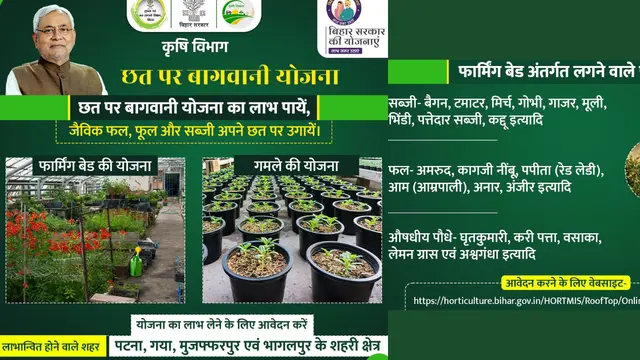 बिहार सरकार
बिहार सरकार
की योजनाएं
कृषि विभाग
छत पर बागवानी योजना
छत पर बागवानी योजना का लाभ पायें,
जैविक फल, फूल और सब्जी अपने छत पर उगायें।
फार्मिंग बेड की योजना
गमले की योजना
योजना का लाभ लेने के लिए आवेदन करें
लाभान्वित होने वाले शहर
पटना, गया, मुजफ्फरपुर एवं भागलपुर के शहरी क्षेत्र
फार्मिंग बेड अंतर्गत लगने वाले
सब्जी- बैगन, टमाटर, मिर्च, गोभी, गाजर, मूली,
भिंडी, पत्तेदार सब्जी, कद्दू इत्यादि
फल- अमरुद, कागजी नींबू, पपीता (रेड लेडी),
आम (आम्रपाली), अनार, अंजीर इत्यादि
औषधीय पौधे- घृतकुमारी, करी पत्ता, वसाका,
लेमन ग्रास एवं अश्वगंधा इत्यादि
आवेदन करने के लिए वेबसाइट-
https://horticulture.bihar.gov.in/HORTMIS/RoofTop/Onlin